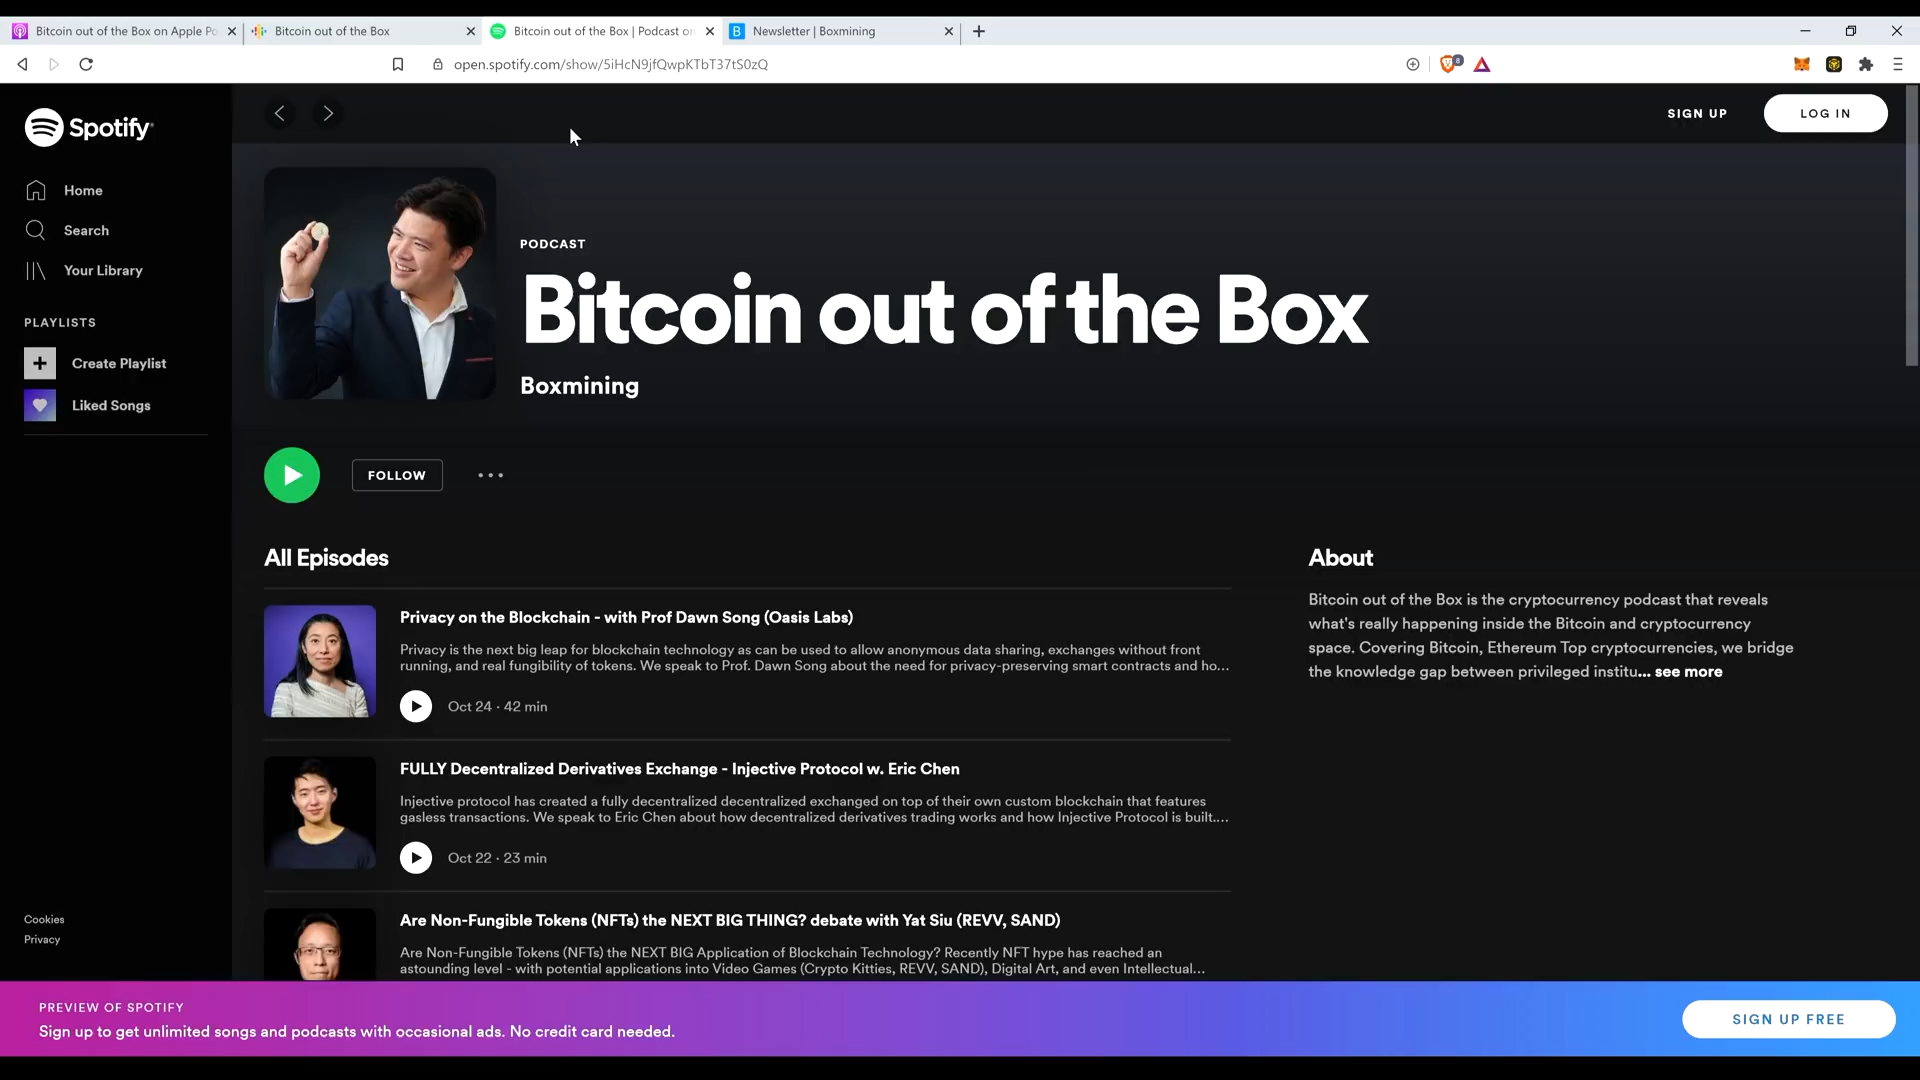 Bitcoin out of the Box on Apple Po
Bitcoin out of the Box
Bitcoin out of the Box | Podcast on
Newsletter | Boxmining
open.spotify.com/show/5iHcN9jfQwpKTbT37tS0zQ
8
Spotify
SIGN UP
LOG IN
Home
Search
Your Library
PLAYLISTS
Create Playlist
Liked Songs
PODCAST
Bitcoin out of the Box
Boxmining
FOLLOW
All Episodes
Privacy on the Blockchain - with Prof Dawn Song (Oasis Labs)
Privacy is the next big leap for blockchain technology as can be used to allow anonymous data sharing, exchanges without front
running, and real fungibility of tokens. We speak to Prof. Dawn Song about the need for privacy-preserving smart contracts and ho...
Oct 24 · 42 min
FULLY Decentralized Derivatives Exchange - Injective Protocol w. Eric Chen
Injective protocol has created a fully decentralized decentralized exchanged on top of their own custom blockchain that features
gasless transactions. We speak to Eric Chen about how decentralized derivatives trading works and how Injective Protocol is built....
Oct 22 · 23 min
Are Non-Fungible Tokens (NFTs) the NEXT BIG THING? debate with Yat Siu (REVV, SAND)
Are Non-Fungible Tokens (NFTs) the NEXT BIG Application of Blockchain Technology? Recently NFT hype has reached an
astounding level - with potential applications into Video Games (Crypto Kitties, REVV, SAND), Digital Art, and even Intellectual...
About
Bitcoin out of the Box is the cryptocurrency podcast that reveals
what's really happening inside the Bitcoin and cryptocurrency
space. Covering Bitcoin, Ethereum Top cryptocurrencies, we bridge
the knowledge gap between privileged institu... see more
Cookies
Privacy
PREVIEW OF SPOTIFY
Sign up to get unlimited songs and podcasts with occasional ads. No credit card needed.
SIGN UP FREE